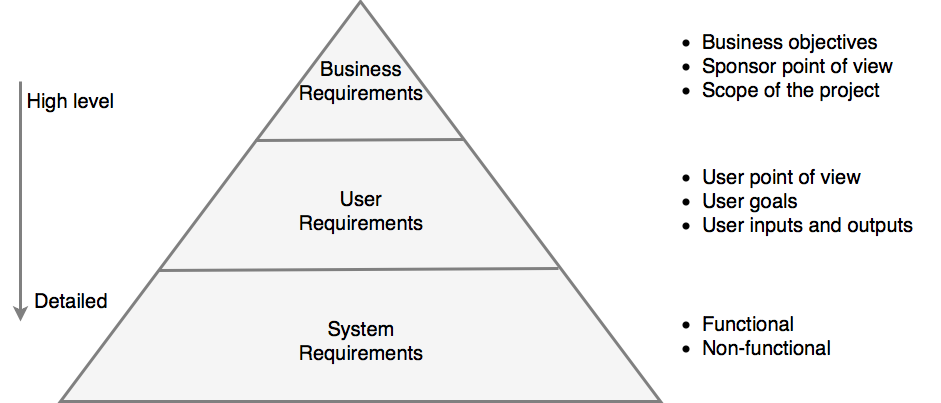 High level
Detailed
Business
Requirements
User
Requirements
System
Requirements
• Business objectives
• Sponsor point of view
• Scope of the project
• User point of view
• User goals
• User inputs and outputs
• Functional
• Non-functional